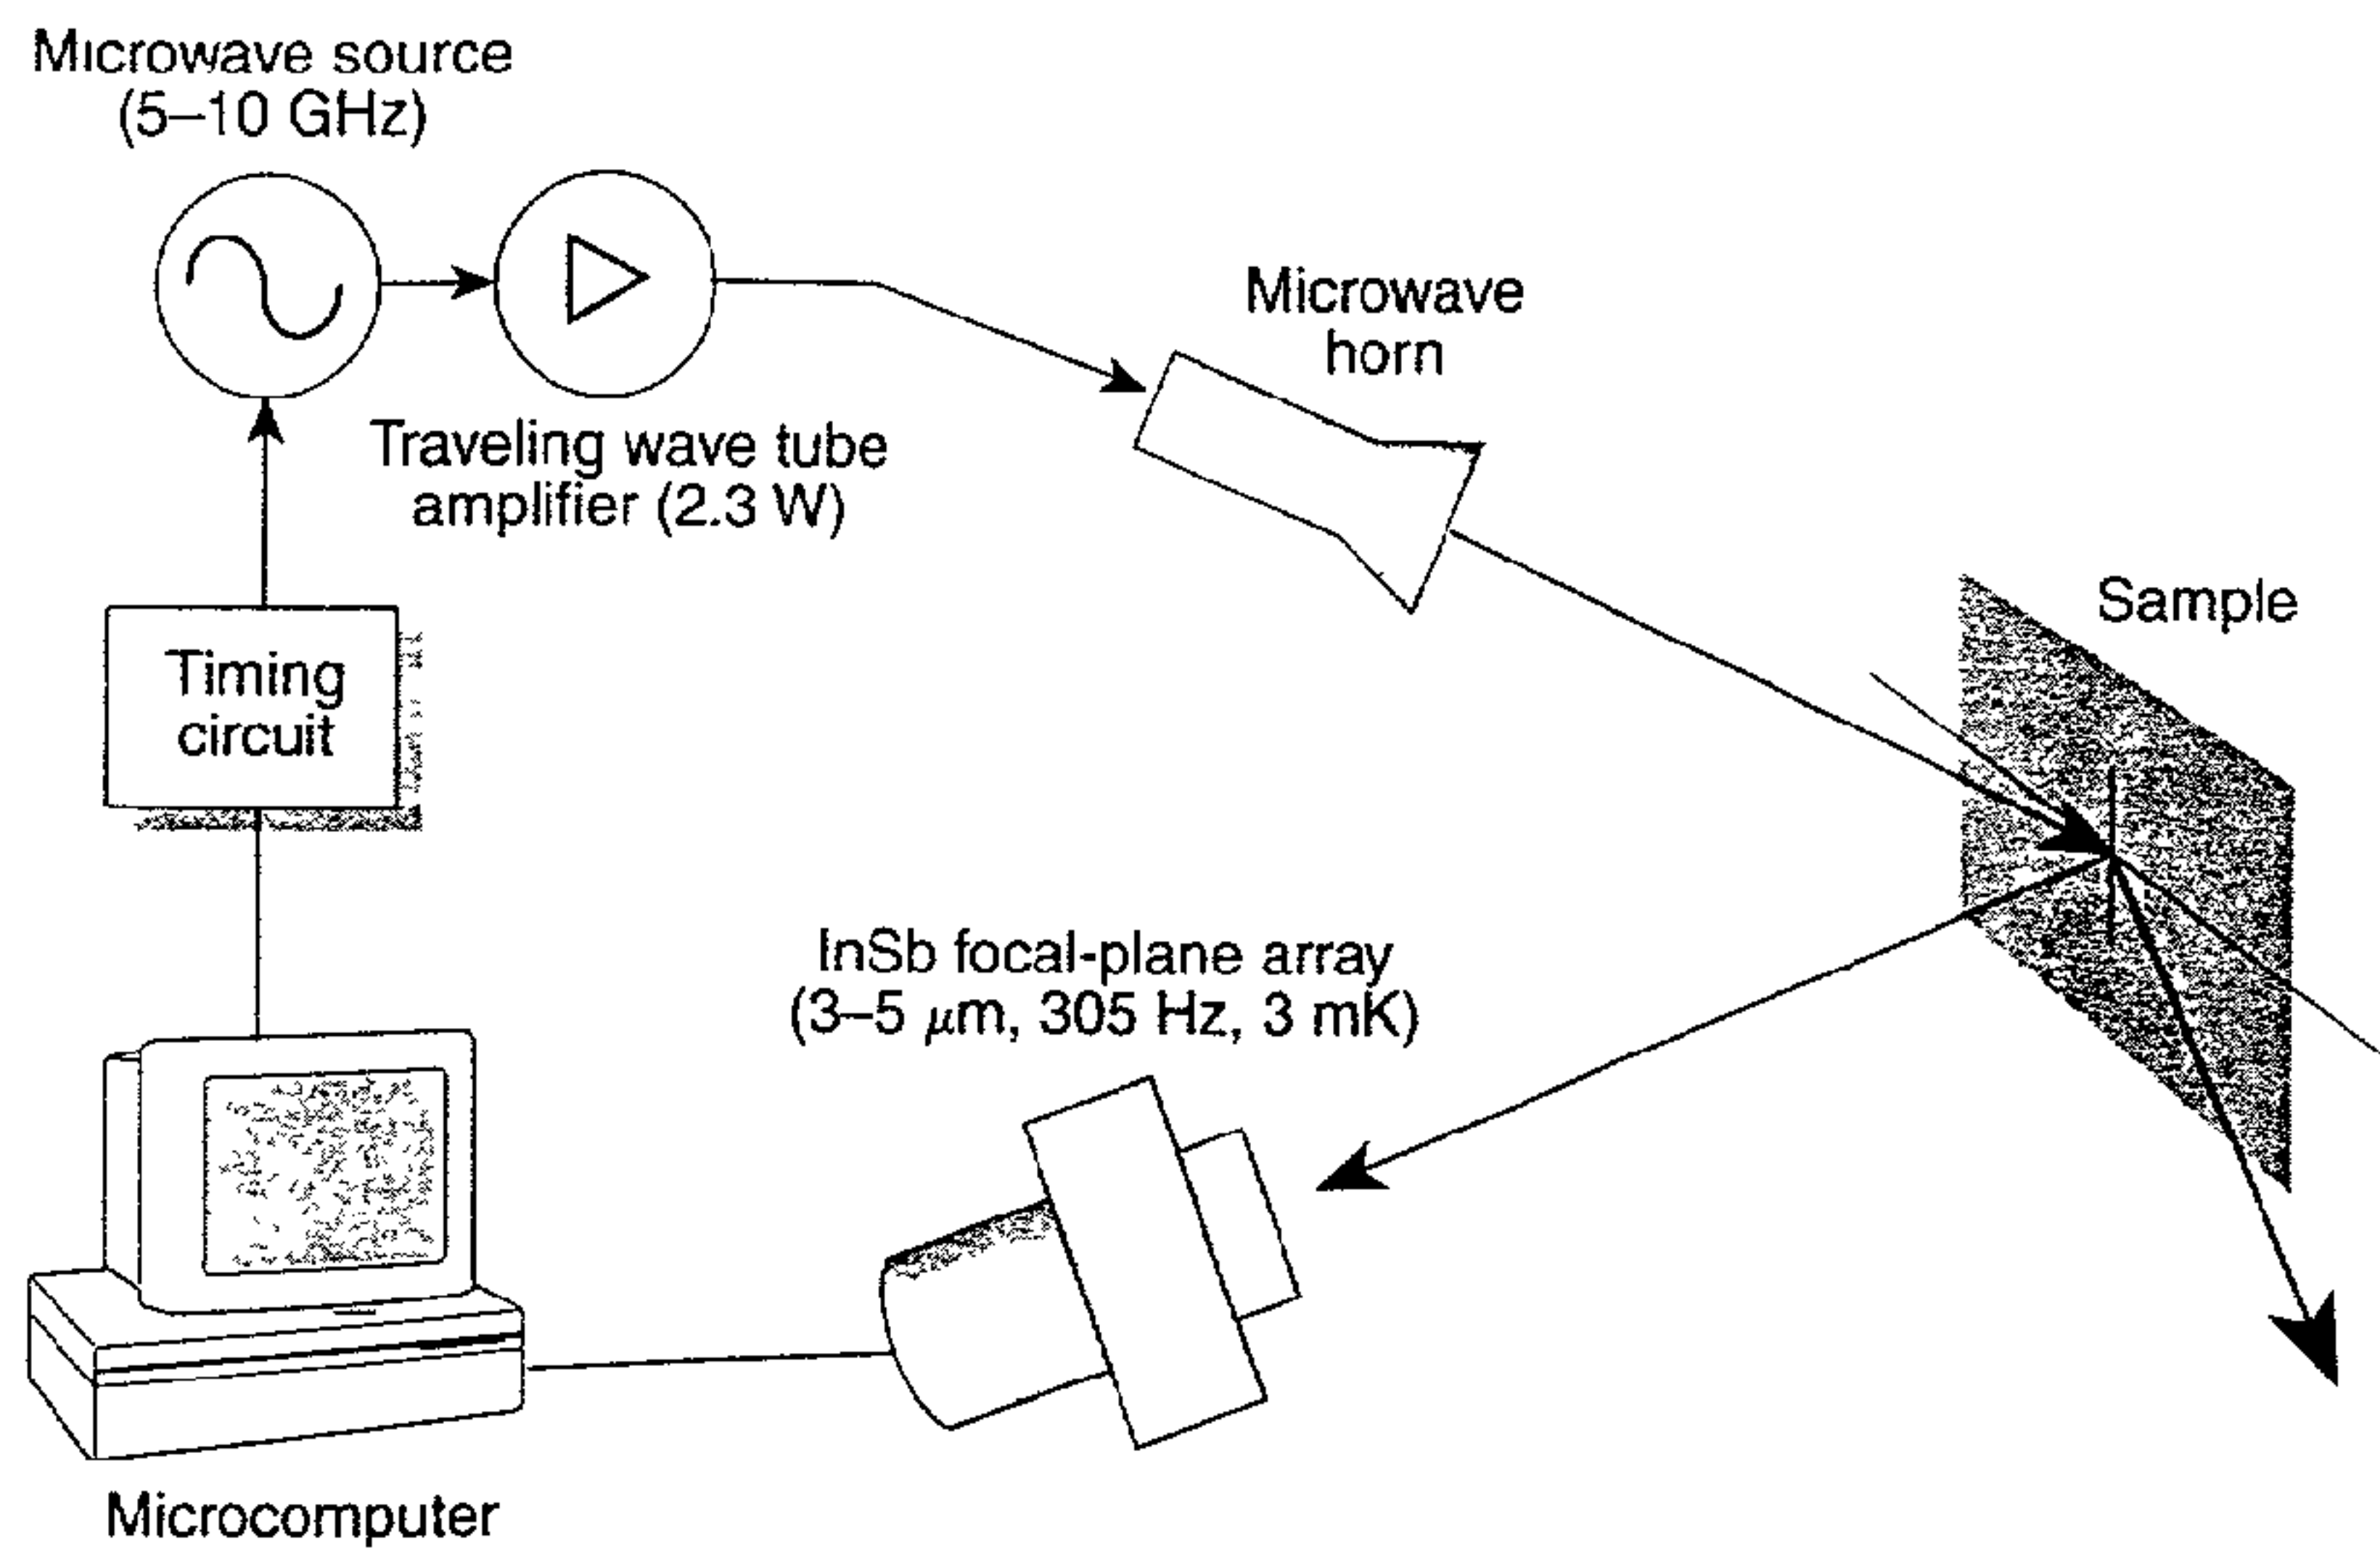 Microwave source
(5–10 GHz)
Traveling wave tube
amplifier (2.3 W)
Microwave
horn
Sample
Timing
circuit
InSb focal-plane array
(3–5 μm, 305 Hz, 3 mK)
Microcomputer